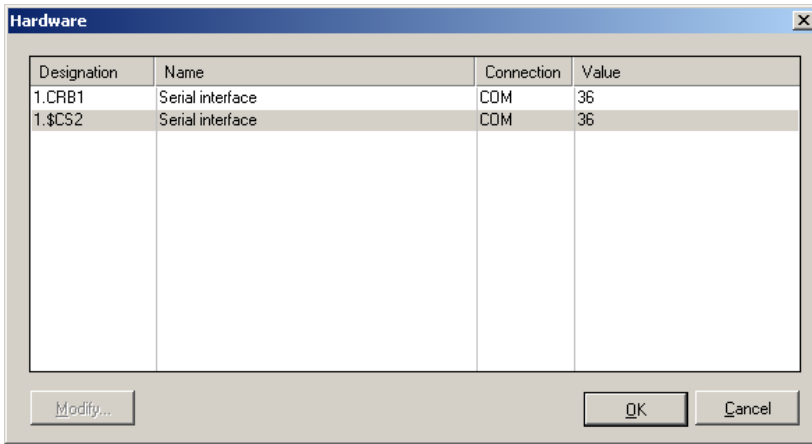 Hardware
Designation Name Connection Value
1.CRB1 Serial interface COM 36
1.$CS2 Serial interface COM 36
Modify... OK Cancel